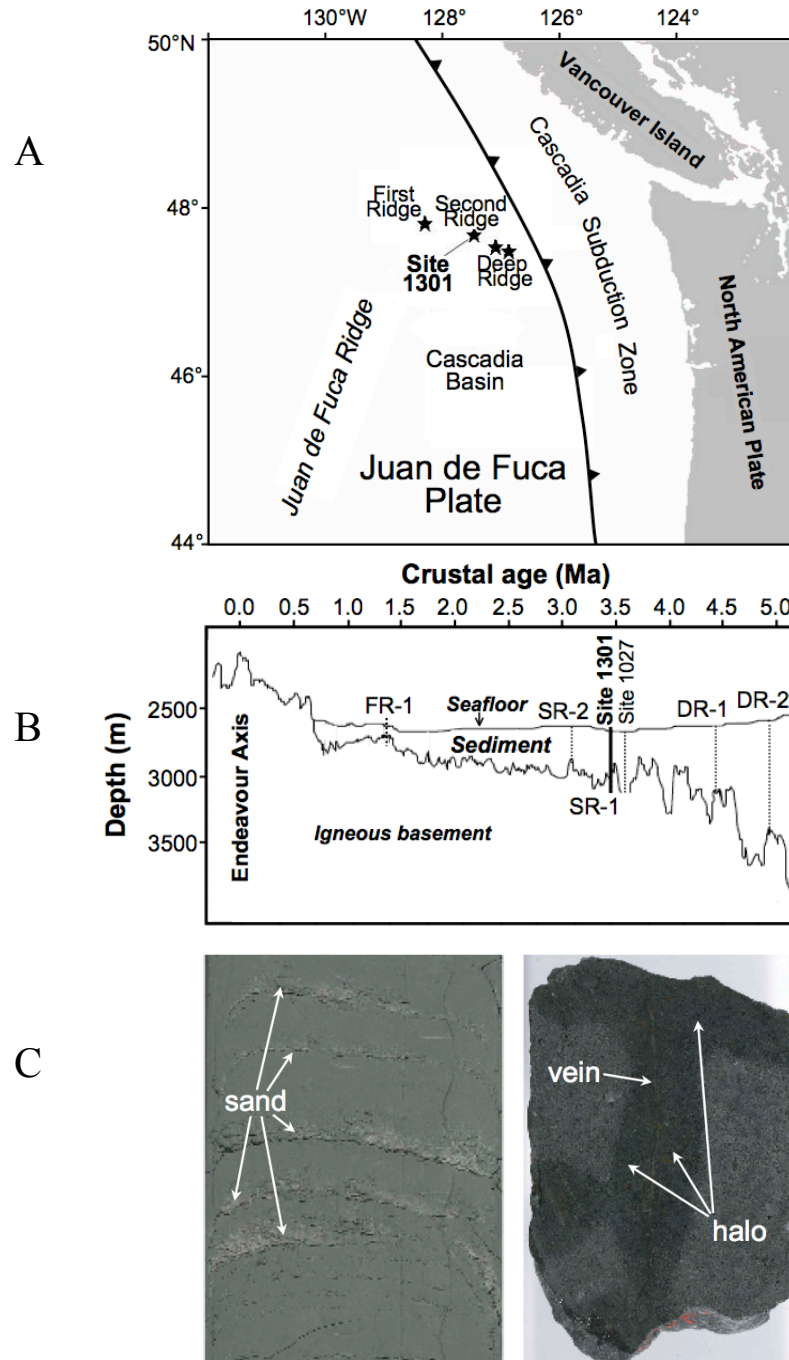 A
130°W
128°
126°
124°
50°N
48°
46°
44°
Vancouver Island
Cascadia Subduction Zone
North American Plate
First
Ridge
Second
Ridge
Site
1301
Deep
Ridge
Juan de Fuca Ridge
Cascadia
Basin
Juan de Fuca
Plate
B
Crustal age (Ma)
0.0 0.5 1.0 1.5 2.0 2.5 3.0 3.5 4.0 4.5 5.0
Depth (m)
2500
3000
3500
Endeavour Axis
FR-1
Seafloor
Sediment
Igneous basement
SR-2
SR-1
Site 1301
Site 1027
DR-1
DR-2
C
sand
vein
halo